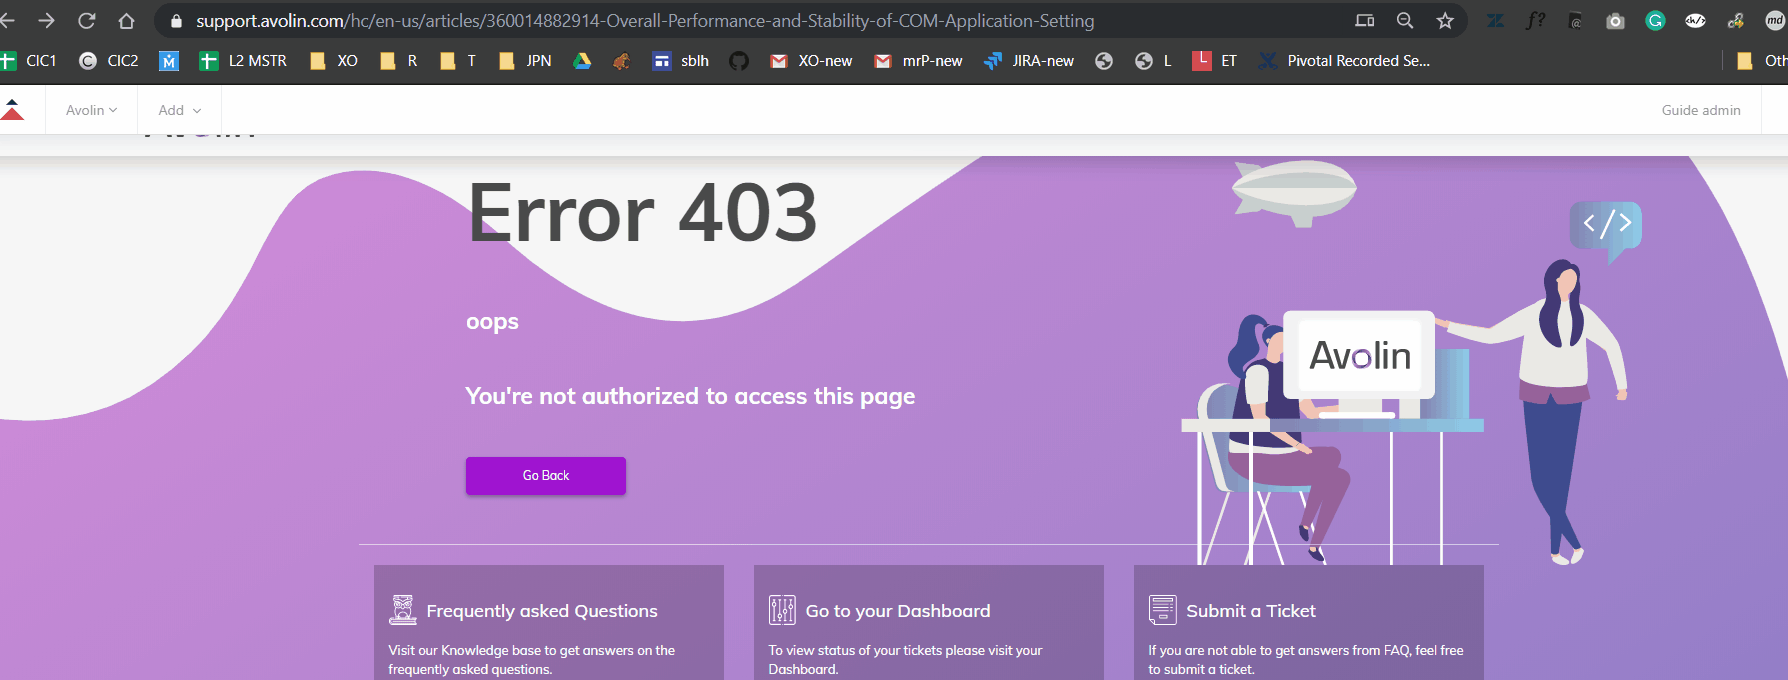 support.avolin.com/hc/en-us/articles/360014882914-Overall-Performance-and-Stability-of-COM-Application-Setting
CIC1 CIC2 L2 MSTR XO R T JPN sblh XO-new mrP-new JIRA-new L ET Pivotal Recorded Se... Oth
Avolin Add Guide admin
Error 403
</>
oops
Avolin
You're not authorized to access this page
Go Back
Frequently asked Questions
Visit our Knowledge base to get answers on the
frequently asked questions.
Go to your Dashboard
To view status of your tickets please visit your
Dashboard.
Submit a Ticket
If you are not able to get answers from FAQ, feel free
to submit a ticket.